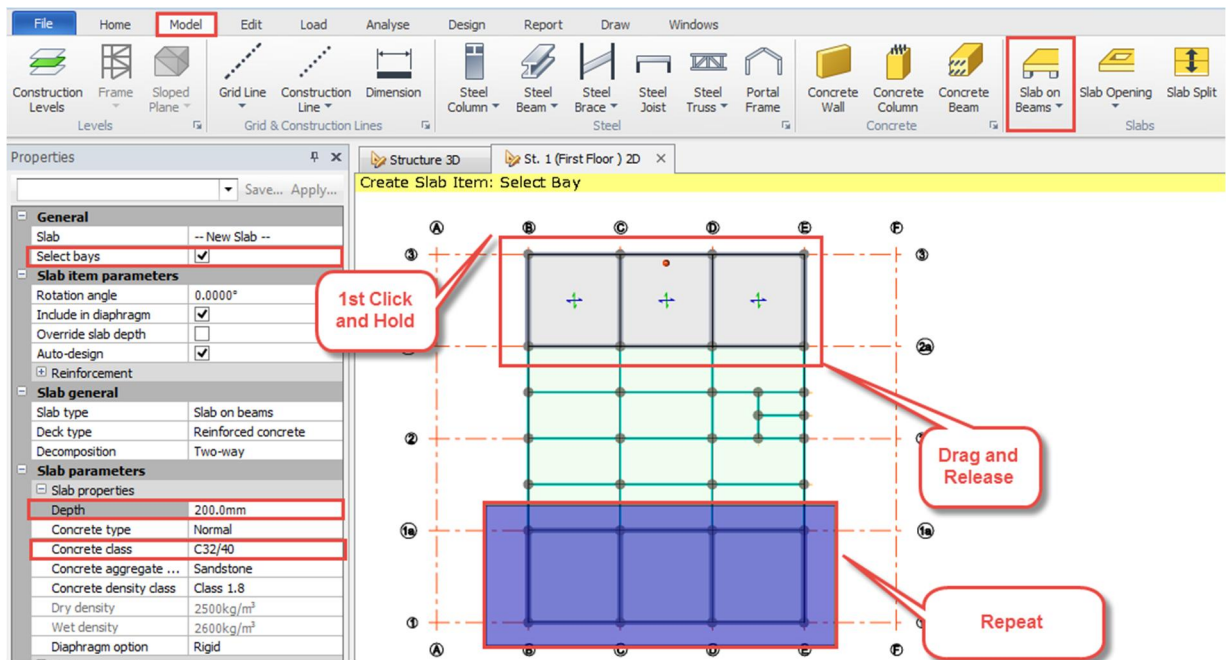 File Home Model Edit Load Analyse Design Report Draw Windows
Construction Levels
Frame
Sloped Plane
Grid Line
Construction Line
Dimension
Steel Column
Steel Beam
Steel Brace
Steel Joist
Steel Truss
Portal Frame
Concrete Wall
Concrete Column
Concrete Beam
Slab on Beams
Slab Opening
Slab Split
Levels
Grid & Construction Lines
Steel
Concrete
Slabs
Properties
Save... Apply...
General
Slab -- New Slab --
Select bays
Slab item parameters
Rotation angle 0.0000°
Include in diaphragm
Override slab depth
Auto-design
Reinforcement
Slab general
Slab type Slab on beams
Deck type Reinforced concrete
Decomposition Two-way
Slab parameters
Slab properties
Depth 200.0mm
Concrete type Normal
Concrete class C32/40
Concrete aggregate ... Sandstone
Concrete density class Class 1.8
Dry density 2500kg/m³
Wet density 2600kg/m³
Diaphragm option Rigid
Structure 3D
St. 1 (First Floor ) 2D
Create Slab Item: Select Bay
A B C D E F
3 3
1st Click
and Hold
2a
2
Drag and
Release
1a 1a
1
Repeat
A B C D E F